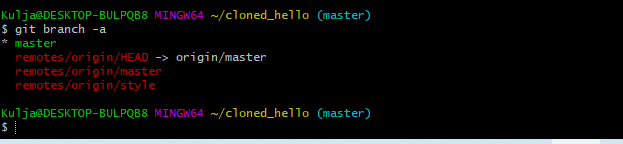 Kulja@DESKTOP-BULPQB8 MINGW64 ~/cloned_hello (master)
$ git branch -a
* master
  remotes/origin/HEAD -> origin/master
  remotes/origin/master
  remotes/origin/style

Kulja@DESKTOP-BULPQB8 MINGW64 ~/cloned_hello (master)
$